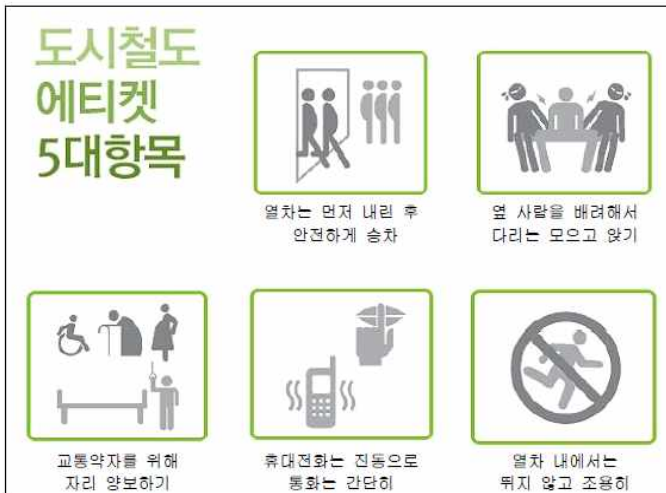 도시철도
에티켓
5대항목
열차는 먼저 내린 후
안전하게 승차
옆 사람을 배려해서
다리는 모으고 앉기
교통약자를 위해
자리 양보하기
휴대전화는 진동으로
통화는 간단히
열차 내에서는
뛰지 않고 조용히